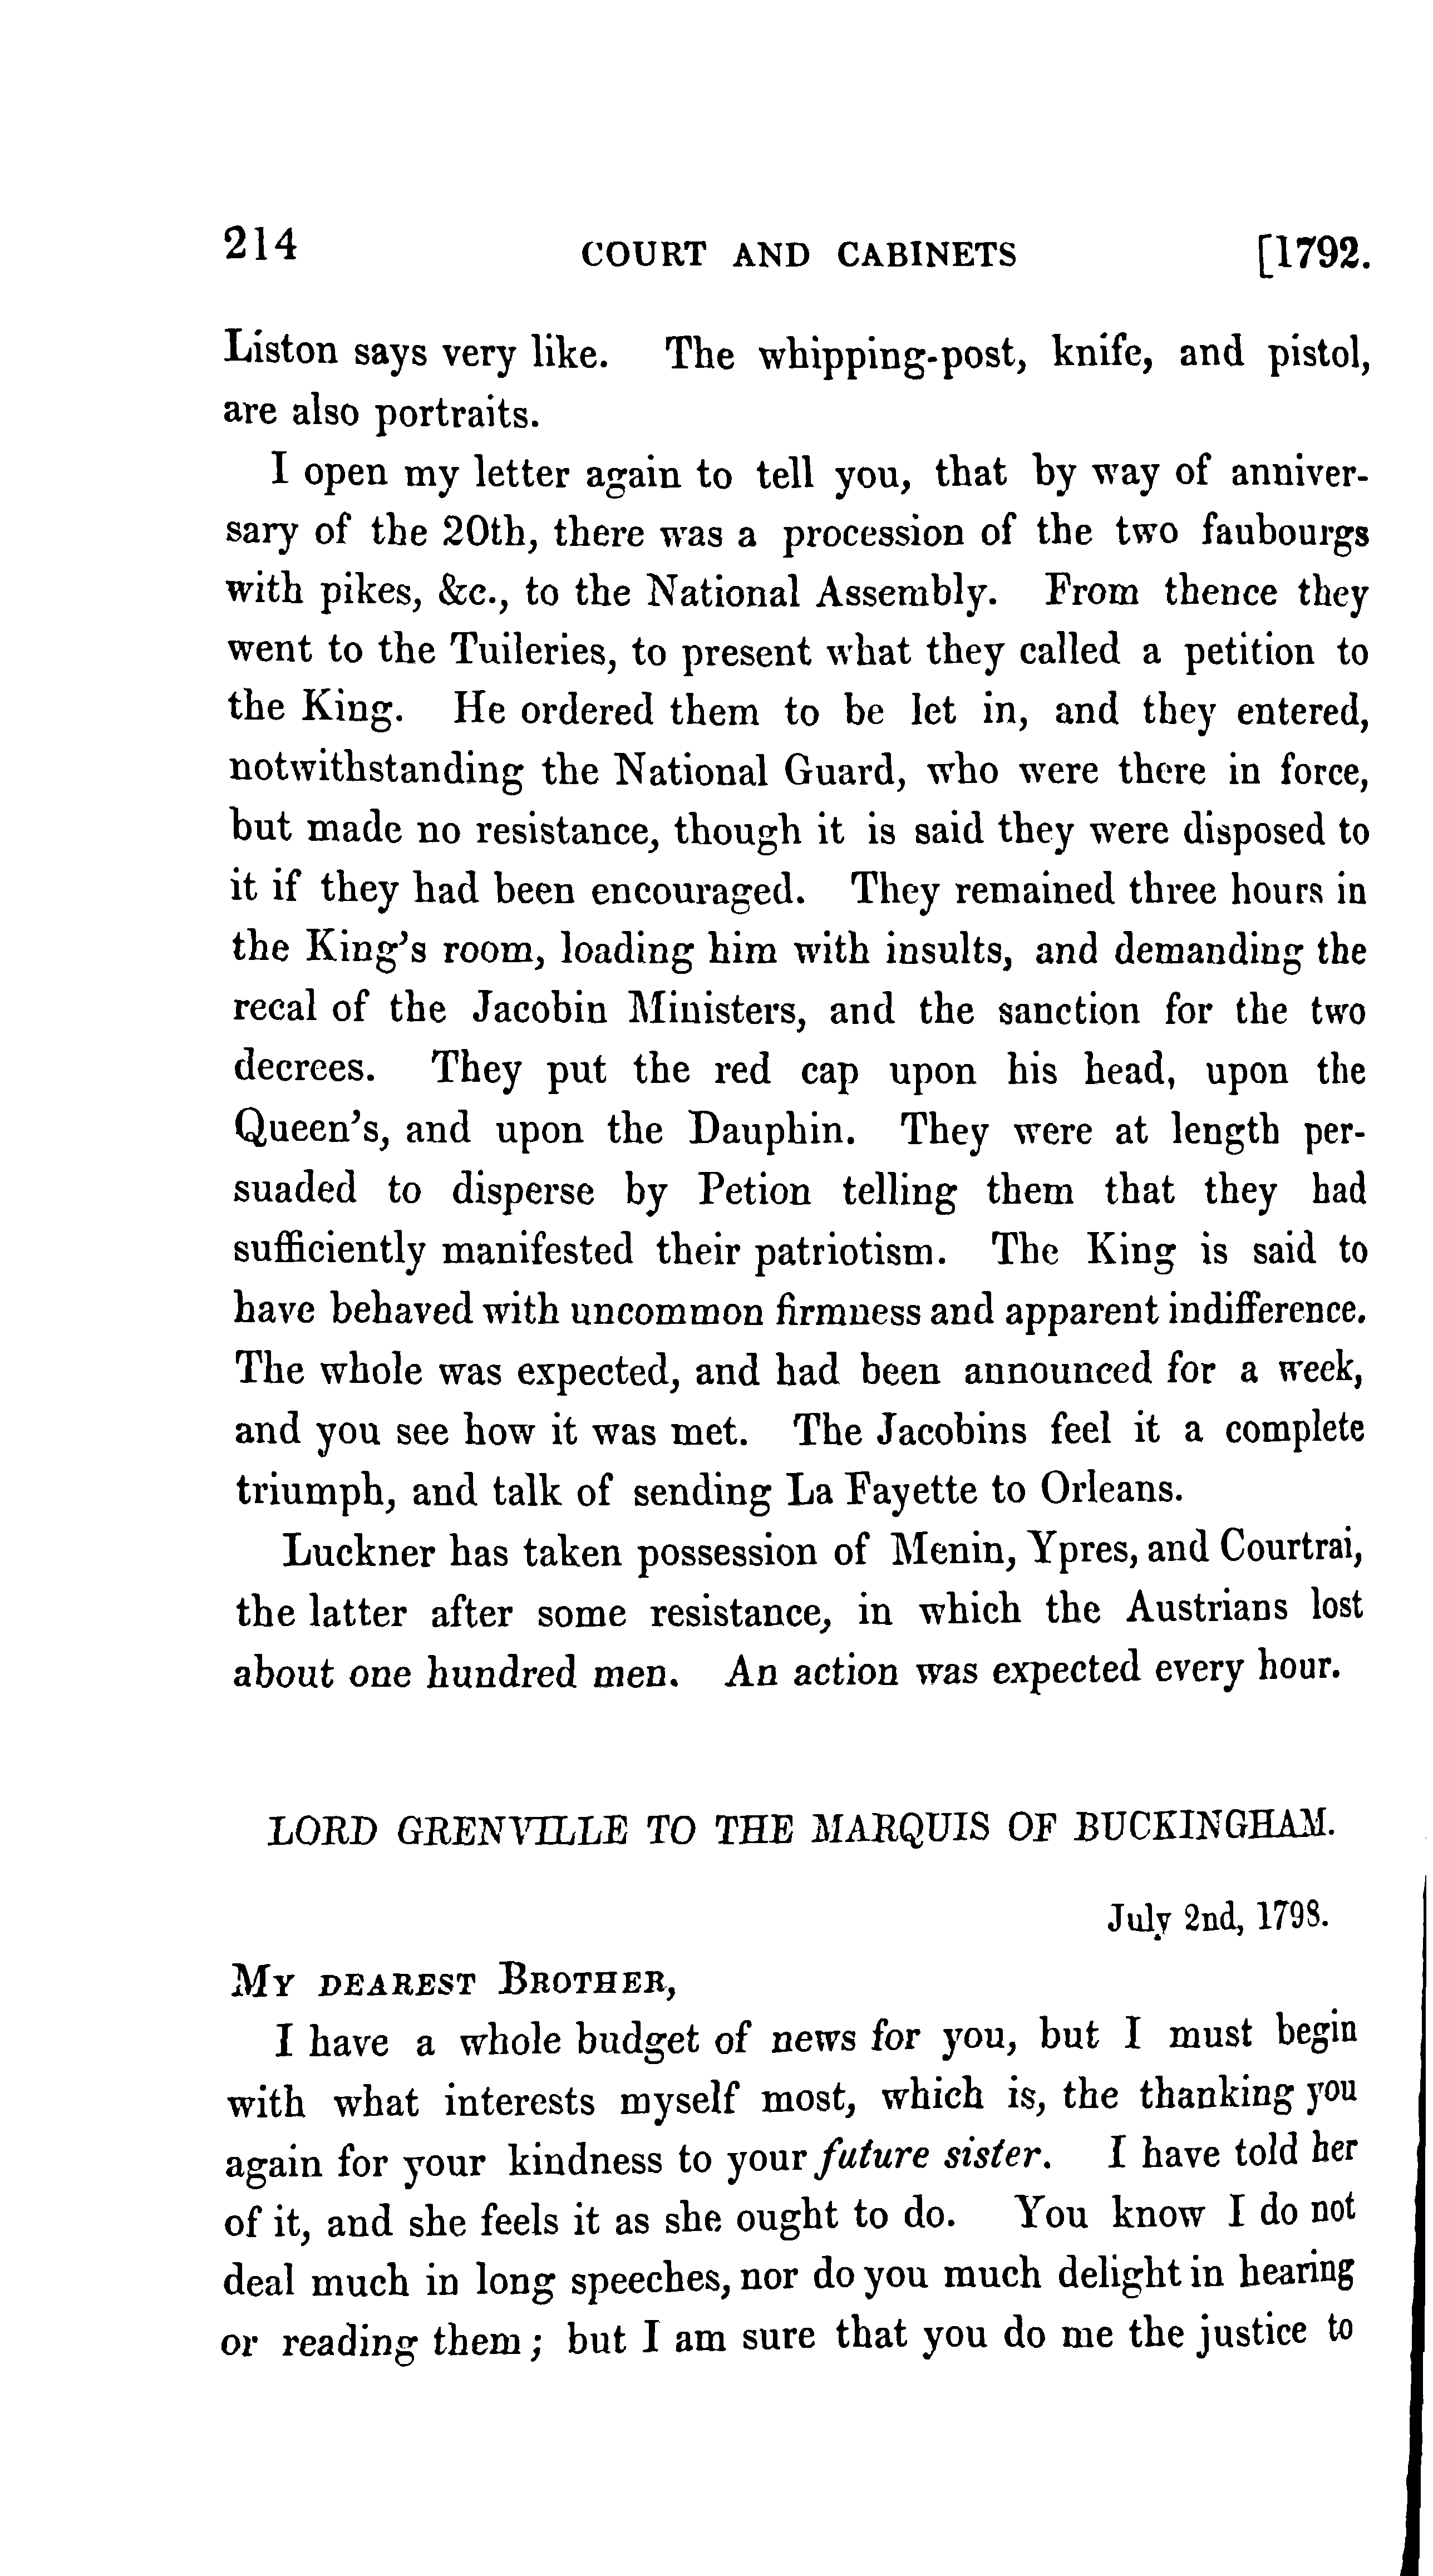 214 COURT AND CABINETS [1792.
Liston says very like. The whipping-post, knife, and pistol,
are also portraits.
I open my letter again to tell you, that by way of anniver-
sary of the 20th, there was a procession of the two faubourgs
with pikes, &c., to the National Assembly. From thence they
went to the Tuileries, to present what they called a petition to
the King. He ordered them to be let in, and they entered,
notwithstanding the National Guard, who were there in force,
but made no resistance, though it is said they were disposed to
it if they had been encouraged. They remained three hours in
the King's room, loading him with insults, and demanding the
recal of the Jacobin Ministers, and the sanction for the two
decrees. They put the red cap upon his head, upon the
Queen's, and upon the Dauphin. They were at length per-
suaded to disperse by Petion telling them that they had
sufficiently manifested their patriotism. The King is said to
have behaved with uncommon firmness and apparent indifference.
The whole was expected, and had been announced for a week,
and you see how it was met. The Jacobins feel it a complete
triumph, and talk of sending La Fayette to Orleans.
Luckner has taken possession of Menin, Ypres, and Courtrai,
the latter after some resistance, in which the Austrians lost
about one hundred men. An action was expected every hour.
LORD GRENVILLE TO THE MARQUIS OF BUCKINGHAM.
July 2nd, 1798.
MY DEAREST BROTHER,
I have a whole budget of news for you, but I must begin
with what interests myself most, which is, the thanking you
again for your kindness to your future sister. I have told her
of it, and she feels it as she ought to do. You know I do not
deal much in long speeches, nor do you much delight in hearing
or reading them; but I am sure that you do me the justice to